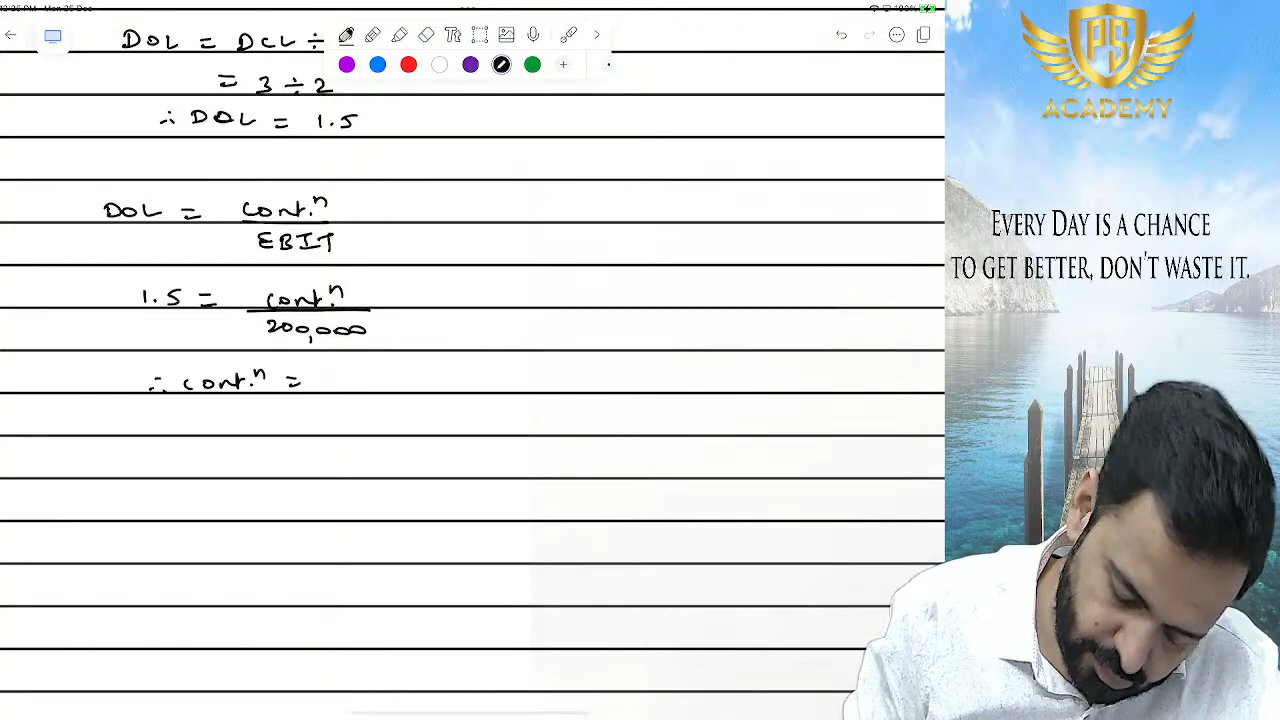 DOL = DCL ÷
= 3 ÷ 2
∴ DOL = 1.5
DOL = contⁿ.
EBIT
1.5 = contⁿ.
200,000
∴ contⁿ. =
PS
ACADEMY
EVERY DAY IS A CHANCE
TO GET BETTER, DON'T WASTE IT.